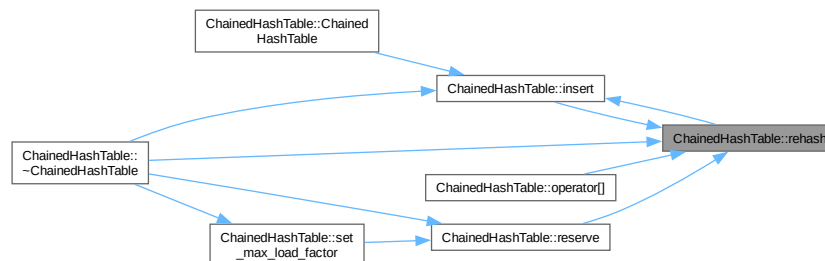 ChainedHashTable::Chained
HashTable
ChainedHashTable::insert
ChainedHashTable::rehash
ChainedHashTable::
~ChainedHashTable
ChainedHashTable::operator[]
ChainedHashTable::set
_max_load_factor
ChainedHashTable::reserve